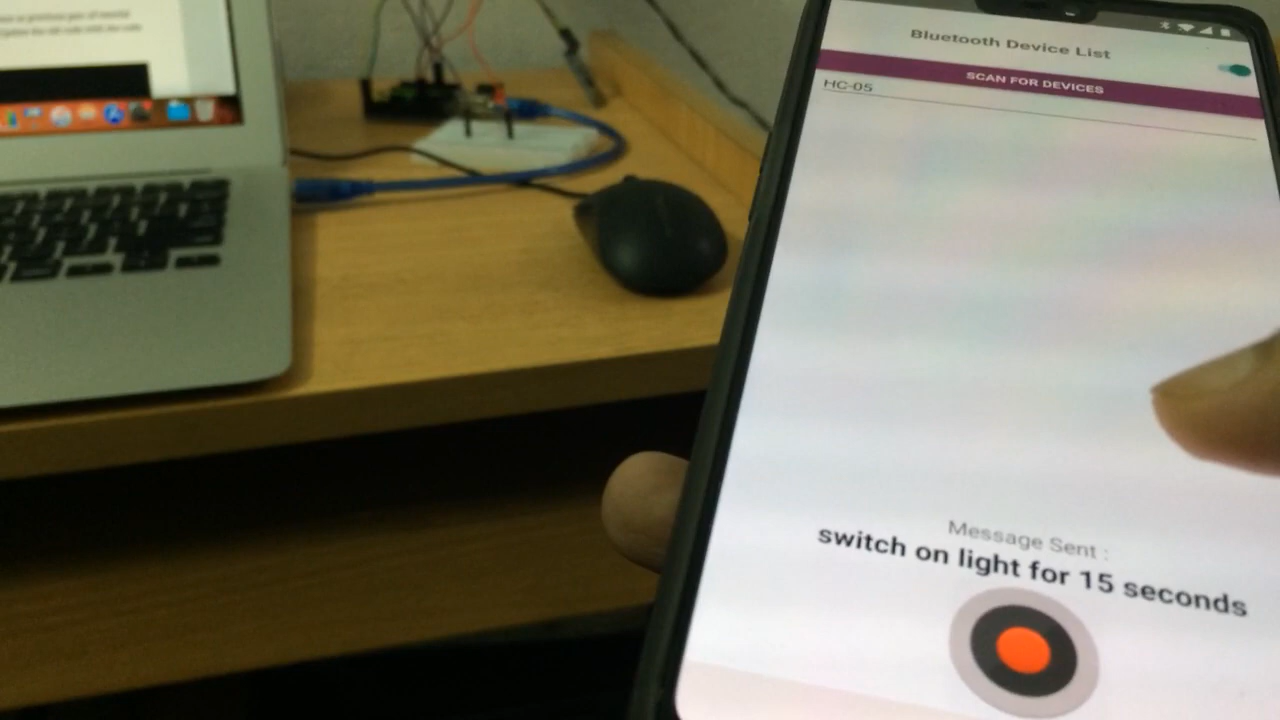 Bluetooth Device List
SCAN FOR DEVICES
HC-05
Message Sent :
switch on light for 15 seconds